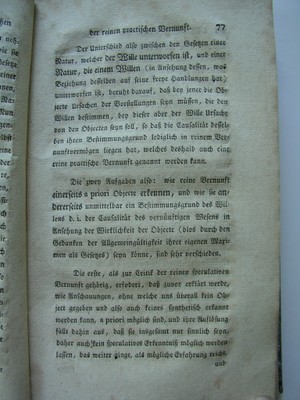 der reinen practischen Vernunft. 77
Der Unterschied also zwischen den Gesetzen einer
Natur, welcher der Wille unterworfen ist, und einer
Natur, die einem Willen (in Ansehung dessen, was
Beziehung desselben auf seine freye Handlungen hat)
unterworfen ist, beruht darauf, daß bey jener die Ob-
jecte Ursachen der Vorstellungen seyn müssen, die den
Willen bestimmen, bey dieser aber der Wille Ursache
von den Objecten seyn soll, so daß die Causalität dessel-
ben ihren Bestimmungsgrund lediglich in reinem Ver-
nunftvermögen liegen hat, welches deshalb auch eine
reine practische Vernunft genannt werden kann.
Die zwey Aufgaben also: wie reine Vernunft
einerseits a priori Objecte erkennen, und wie sie an-
dererseits unmittelbar ein Bestimmungsgrund des Wil-
lens d. i. der Causalität des vernünftigen Wesens in
Ansehung der Wirklichkeit der Objecte (blos durch den
Gedanken der Allgemeingültigkeit ihrer eigenen Maxi-
men als Gesetzes) seyn könne, sind sehr verschieden.
Die erste, als zur Critik der reinen speculativen
Vernunft gehörig, erfodert, daß zuvor erklärt werde,
wie Anschauungen, ohne welche uns überall kein Ob-
ject gegeben und also auch keines synthetisch erkannt
werden kann, a priori möglich sind, und ihre Auflösung
fällt dahin aus, daß sie insgesamt nur sinnlich seyn,
daher auch kein speculatives Erkenntniß möglich werden
lassen, das weiter ginge, als mögliche Erfahrung reicht,
und